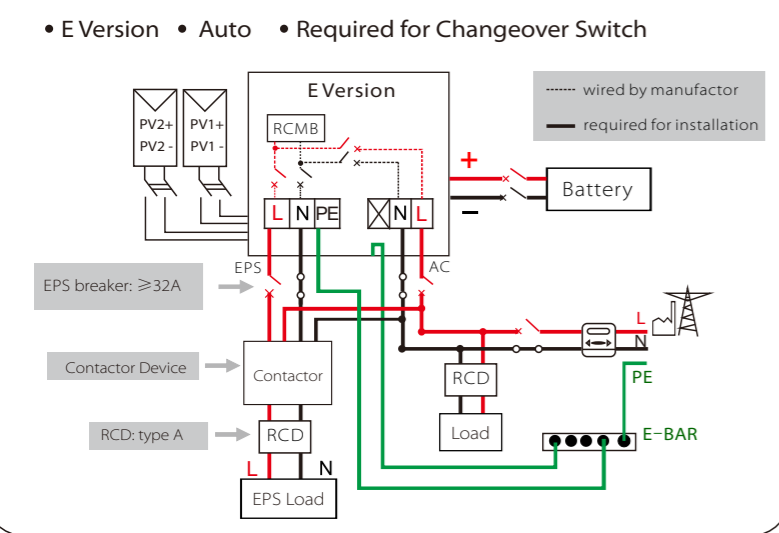 • E Version • Auto • Required for Changeover Switch
E Version
wired by manufactor
required for installation
RCMB
PV2+
PV2 -
PV1+
PV1 -
+
−
Battery
L N PE
N L
EPS
AC
EPS breaker: ≥32A
L
N
PE
Contactor Device
Contactor
RCD
Load
E-BAR
RCD: type A
RCD
L N
EPS Load